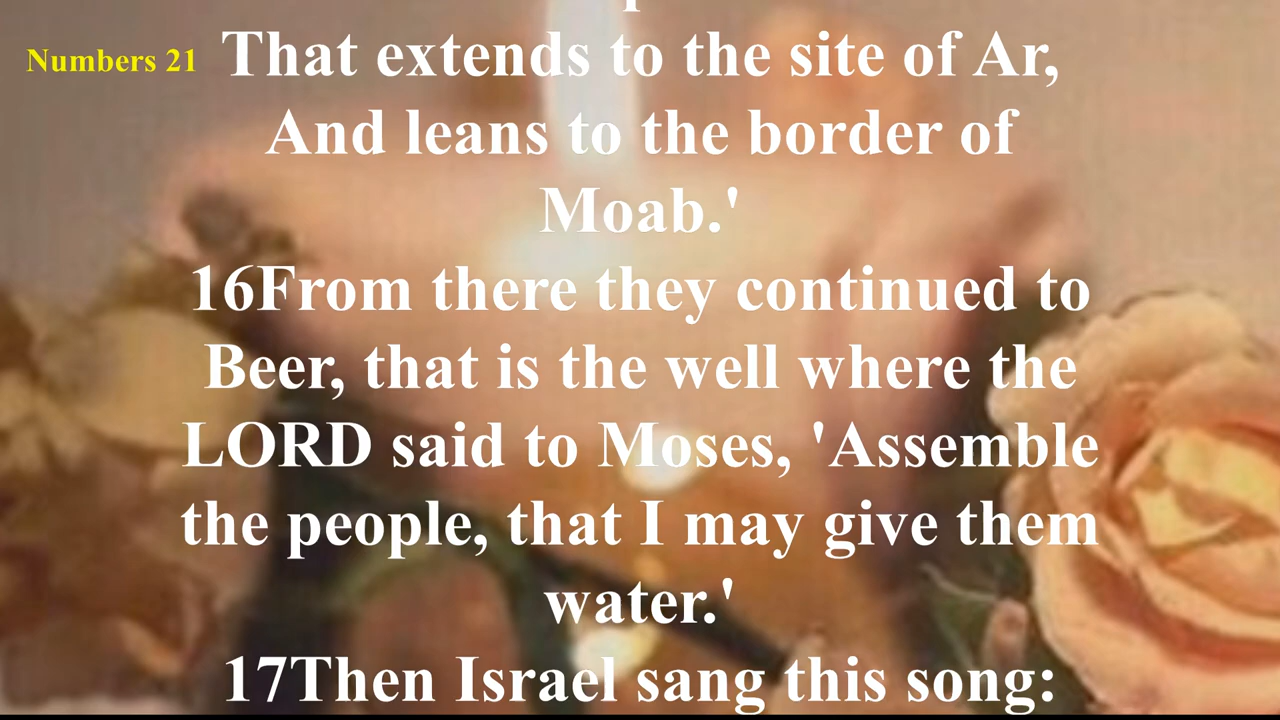 Numbers 21
That extends to the site of Ar,
And leans to the border of
Moab.'
16From there they continued to
Beer, that is the well where the
LORD said to Moses, 'Assemble
the people, that I may give them
water.'
17Then Israel sang this song: